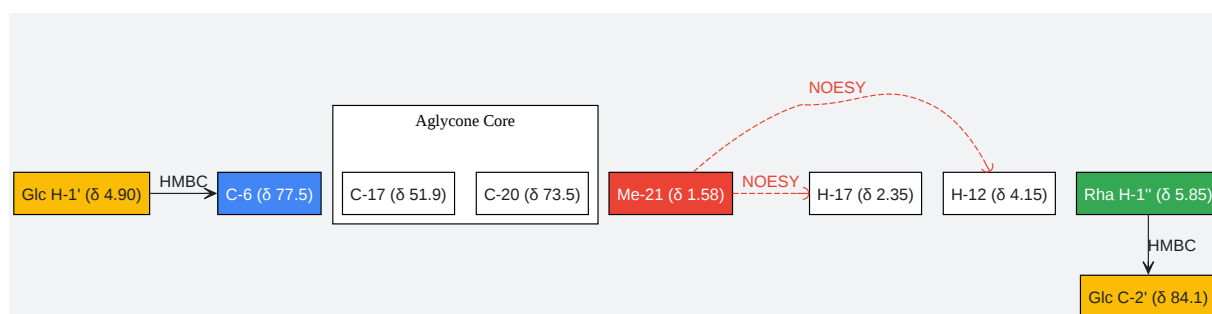 NOESY
Aglycone Core
Glc H-1' (δ 4.90)
HMBC
C-6 (δ 77.5)
C-17 (δ 51.9)
C-20 (δ 73.5)
Me-21 (δ 1.58)
NOESY
H-17 (δ 2.35)
H-12 (δ 4.15)
Rha H-1" (δ 5.85)
HMBC
Glc C-2' (δ 84.1)